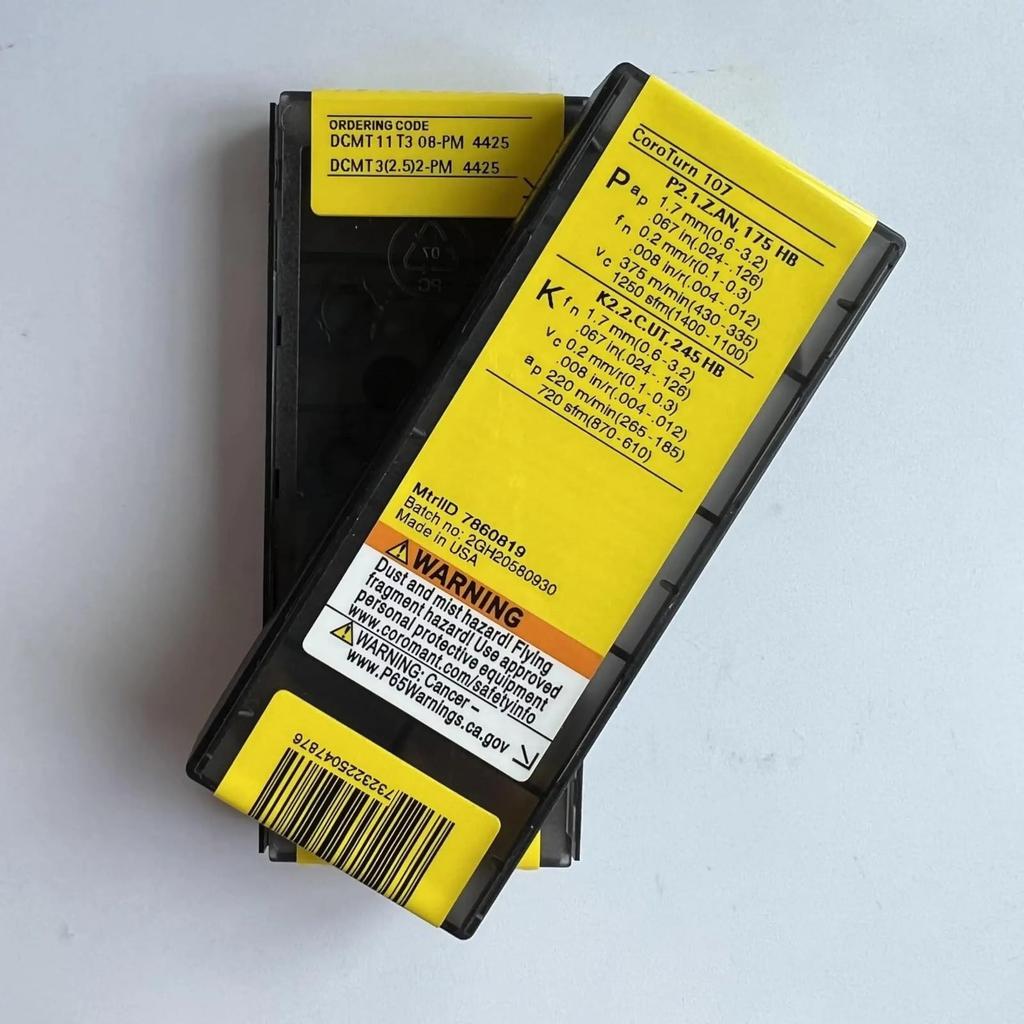 ORDERING CODE
DCMT 11 T3 08-PM 4425
DCMT 3(2.5)2-PM 4425
07
PC
CoroTurn 107
P P2.1.Z.AN, 175 HB
ap 1.7 mm(0.6-3.2)
.067 in(.024-.126)
fn 0.2 mm/r(0.1-0.3)
.008 in/r(.004-.012)
vc 375 m/min(430-335)
1250 sfm(1400-1100)
K K2.2.C.UT, 245 HB
fn 1.7 mm(0.6-3.2)
.067 in(.024-.126)
vc 0.2 mm/r(0.1-0.3)
.008 in/r(.004-.012)
ap 220 m/min(265-185)
720 sfm(870-610)
MtrlID 7860819
Batch no: 2GH20580930
Made in USA
WARNING
Dust and mist hazard! Flying
fragment hazard! Use approved
personal protective equipment
www.coromant.com/safetyinfo
WARNING: Cancer –
www.P65Warnings.ca.gov
7323225047876